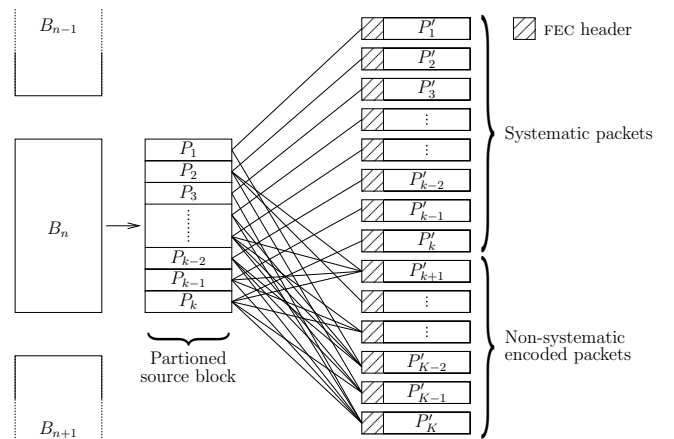 B_{n-1}
B_n
B_{n+1}
P_1
P_2
P_3
⋮
P_{k-2}
P_{k-1}
P_k
Partioned
source block
P'_1
P'_2
P'_3
⋮
⋮
P'_{k-2}
P'_{k-1}
P'_k
P'_{k+1}
⋮
⋮
P'_{K-2}
P'_{K-1}
P'_K
FEC header
Systematic packets
Non-systematic
encoded packets